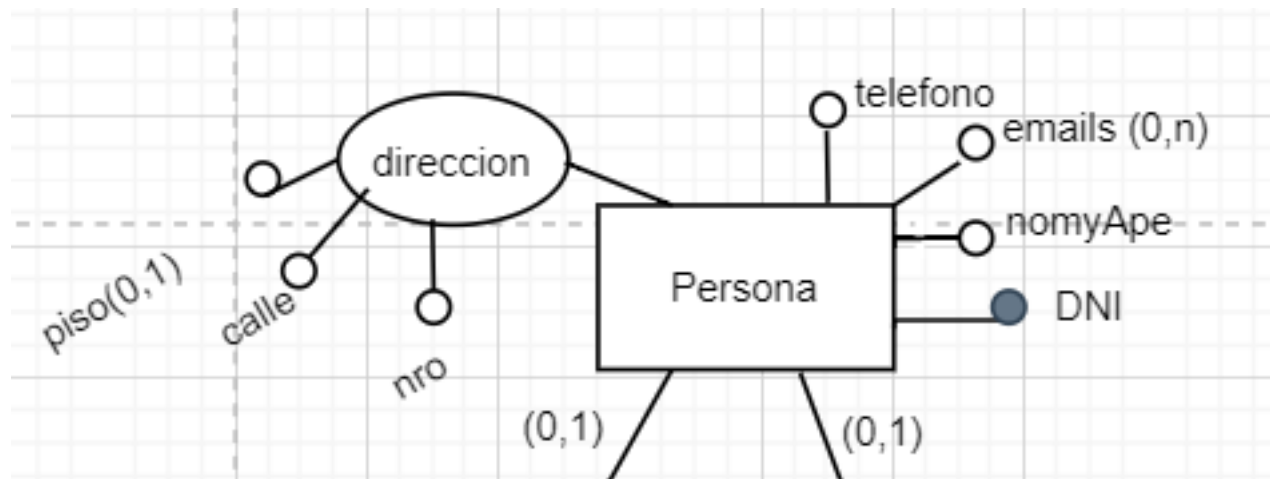 telefono
emails (0,n)
direccion
nomyApe
Persona
DNI
piso(0,1)
calle
nro
(0,1)
(0,1)